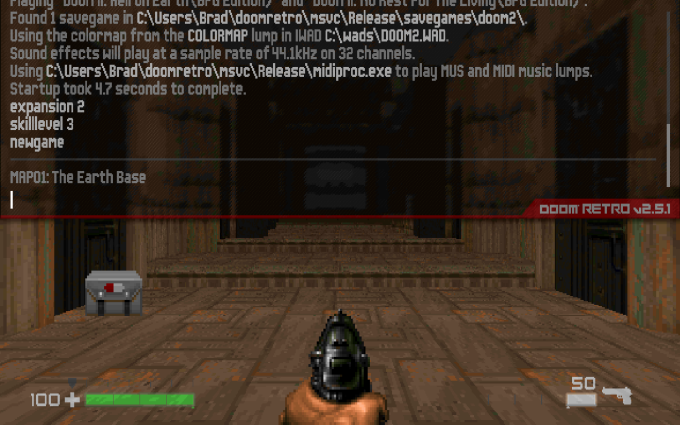 Playing "Doom II: Hell on Earth (BFG Edition)" and "Doom II: No Rest For The Living (BFG Edition)".
Found 1 savegame in C:\Users\Brad\doomretro\msvc\Release\savegames\doom2\.
Using the colormap from the COLORMAP lump in IWAD C:\wads\DOOM2.WAD.
Sound effects will play at a sample rate of 44.1kHz on 32 channels.
Using C:\Users\Brad\doomretro\msvc\Release\midiproc.exe to play MUS and MIDI music lumps.
Startup took 4.7 seconds to complete.
expansion 2
skilllevel 3
newgame
MAP01: The Earth Base
DOOM RETRO v2.5.1
100
50